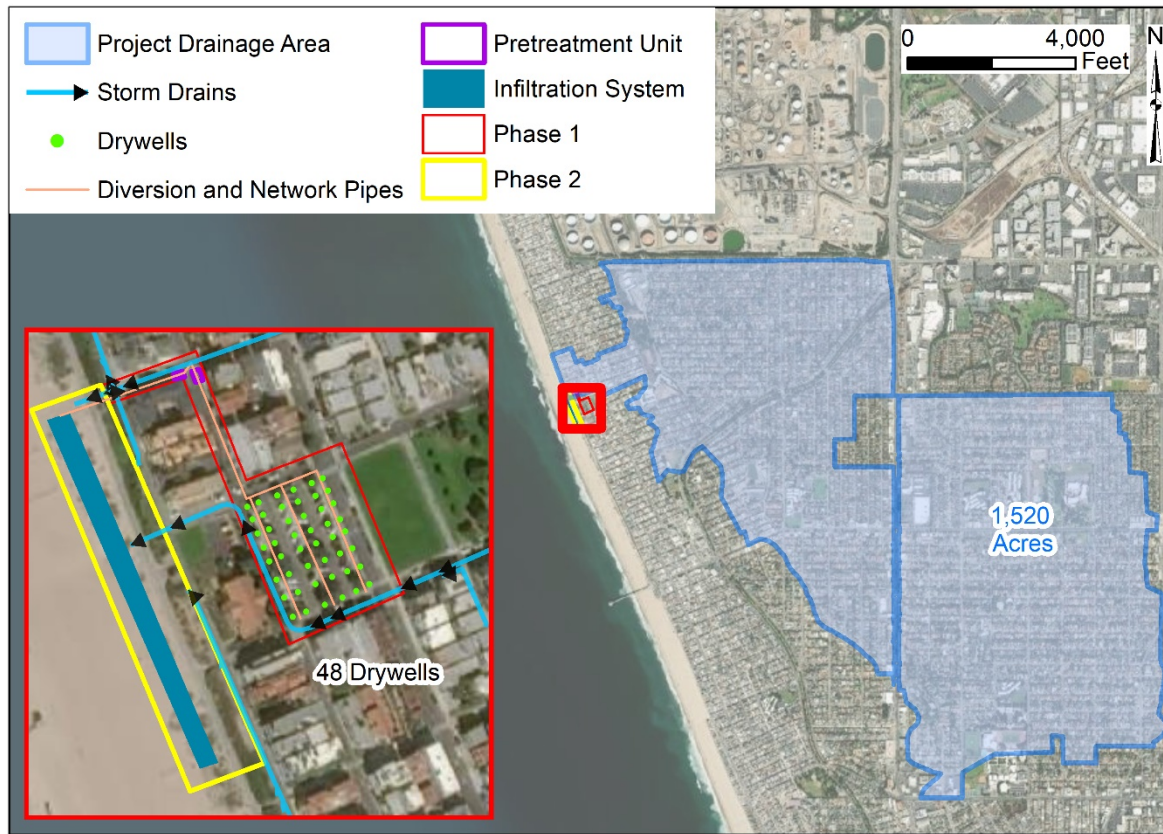 Project Drainage Area
Storm Drains
Drywells
Diversion and Network Pipes
Pretreatment Unit
Infiltration System
Phase 1
Phase 2
0 4,000
Feet
N
1,520
Acres
48 Drywells